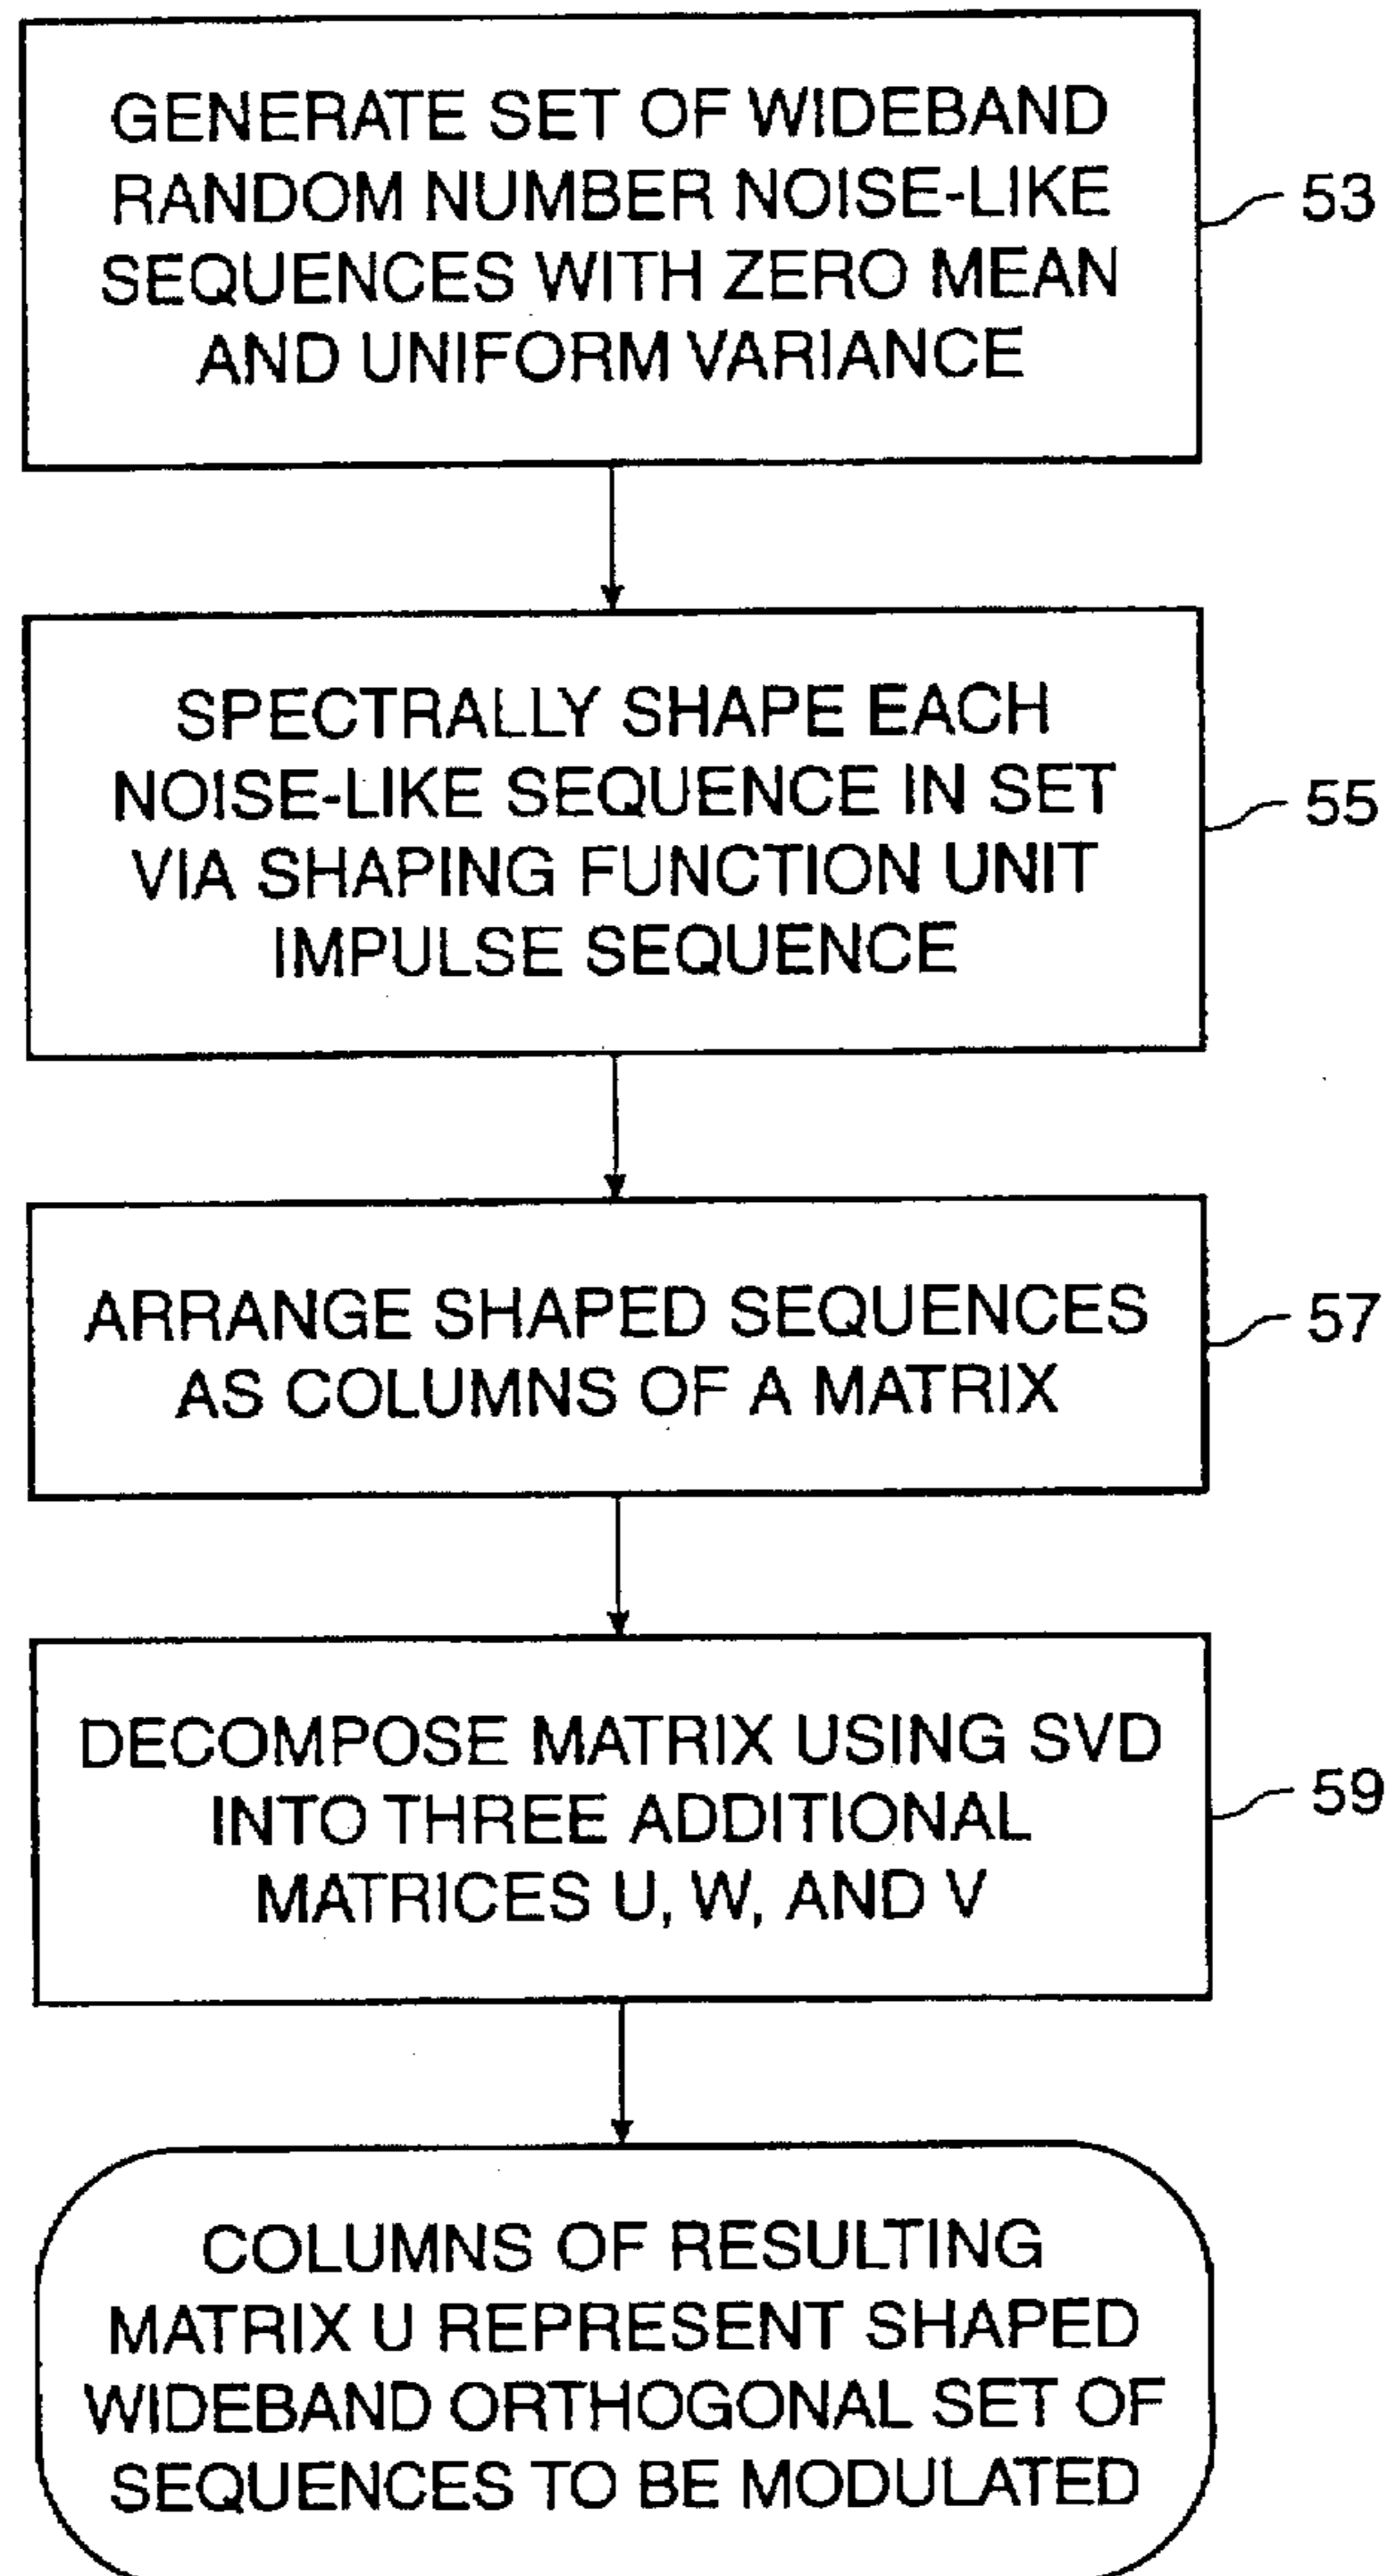 GENERATE SET OF WIDEBAND
RANDOM NUMBER NOISE-LIKE
SEQUENCES WITH ZERO MEAN
AND UNIFORM VARIANCE
53
SPECTRALLY SHAPE EACH
NOISE-LIKE SEQUENCE IN SET
VIA SHAPING FUNCTION UNIT
IMPULSE SEQUENCE
55
ARRANGE SHAPED SEQUENCES
AS COLUMNS OF A MATRIX
57
DECOMPOSE MATRIX USING SVD
INTO THREE ADDITIONAL
MATRICES U, W, AND V
59
COLUMNS OF RESULTING
MATRIX U REPRESENT SHAPED
WIDEBAND ORTHOGONAL SET OF
SEQUENCES TO BE MODULATED